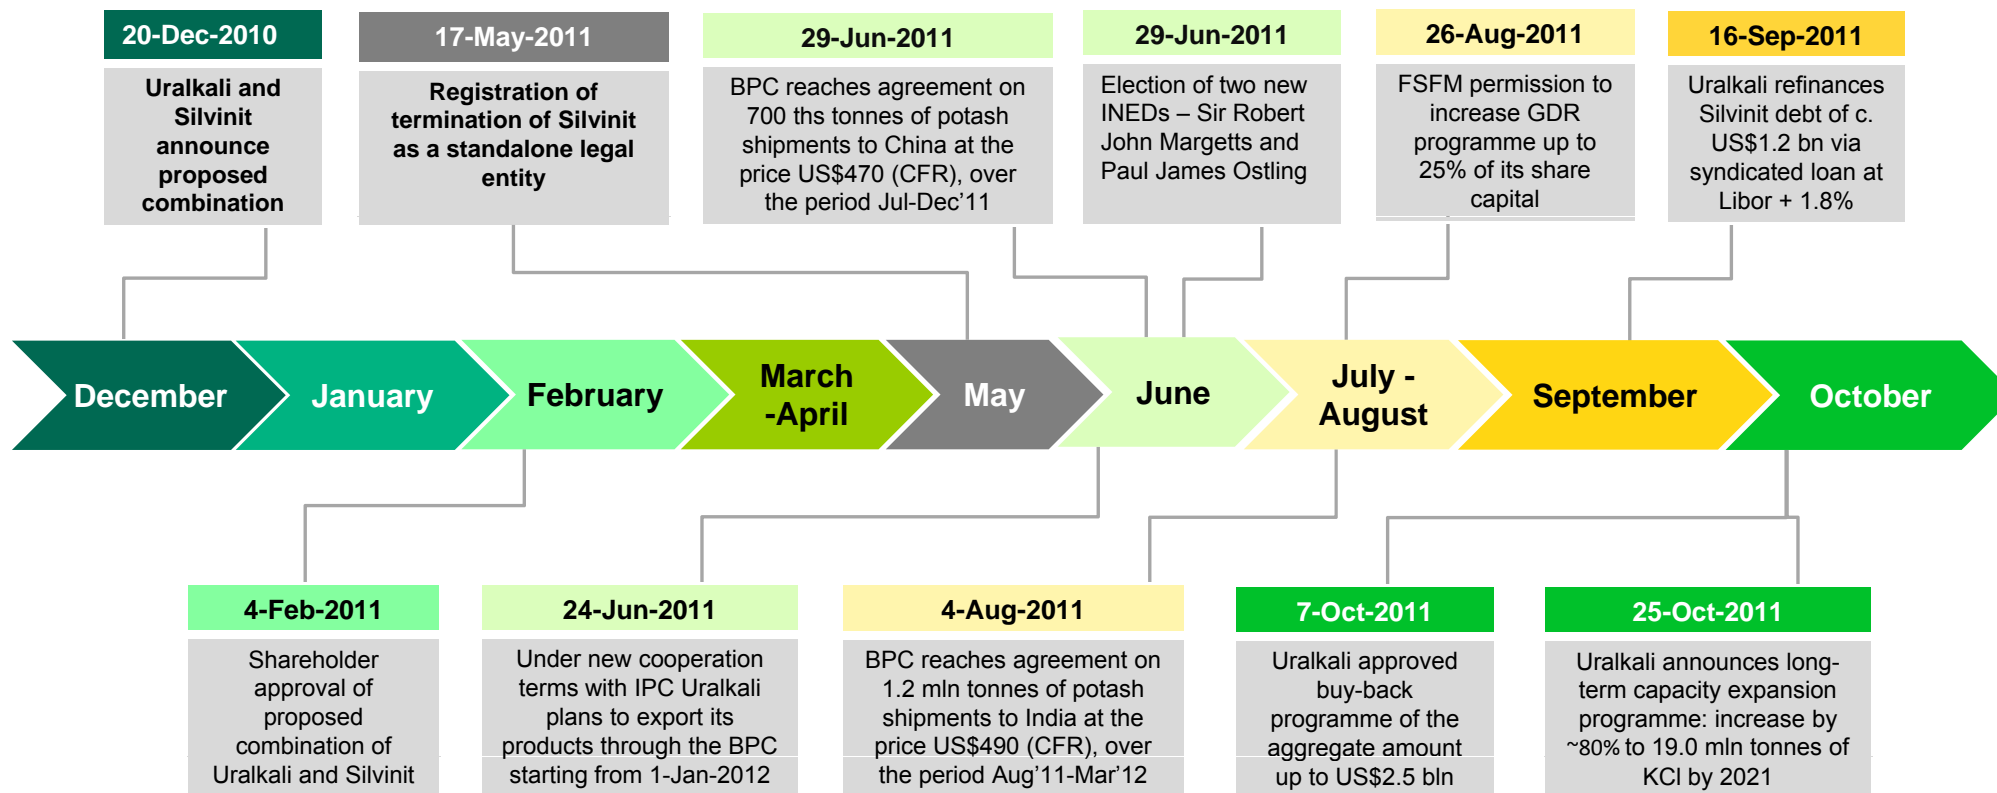 20-Dec-2010
Uralkali and
Silvinit
announce
proposed
combination
17-May-2011
Registration of
termination of Silvinit
as a standalone legal
entity
29-Jun-2011
BPC reaches agreement on
700 ths tonnes of potash
shipments to China at the
price US$470 (CFR), over
the period Jul-Dec’11
29-Jun-2011
Election of two new
INEDs – Sir Robert
John Margetts and
Paul James Ostling
26-Aug-2011
FSFM permission to
increase GDR
programme up to
25% of its share
capital
16-Sep-2011
Uralkali refinances
Silvinit debt of c.
US$1.2 bn via
syndicated loan at
Libor + 1.8%
December
January
February
March
-April
May
June
July -
August
September
October
4-Feb-2011
Shareholder
approval of
proposed
combination of
Uralkali and Silvinit
24-Jun-2011
Under new cooperation
terms with IPC Uralkali
plans to export its
products through the BPC
starting from 1-Jan-2012
4-Aug-2011
BPC reaches agreement on
1.2 mln tonnes of potash
shipments to India at the
price US$490 (CFR), over
the period Aug’11-Mar’12
7-Oct-2011
Uralkali approved
buy-back
programme of the
aggregate amount
up to US$2.5 bln
25-Oct-2011
Uralkali announces long-
term capacity expansion
programme: increase by
~80% to 19.0 mln tonnes of
KCl by 2021